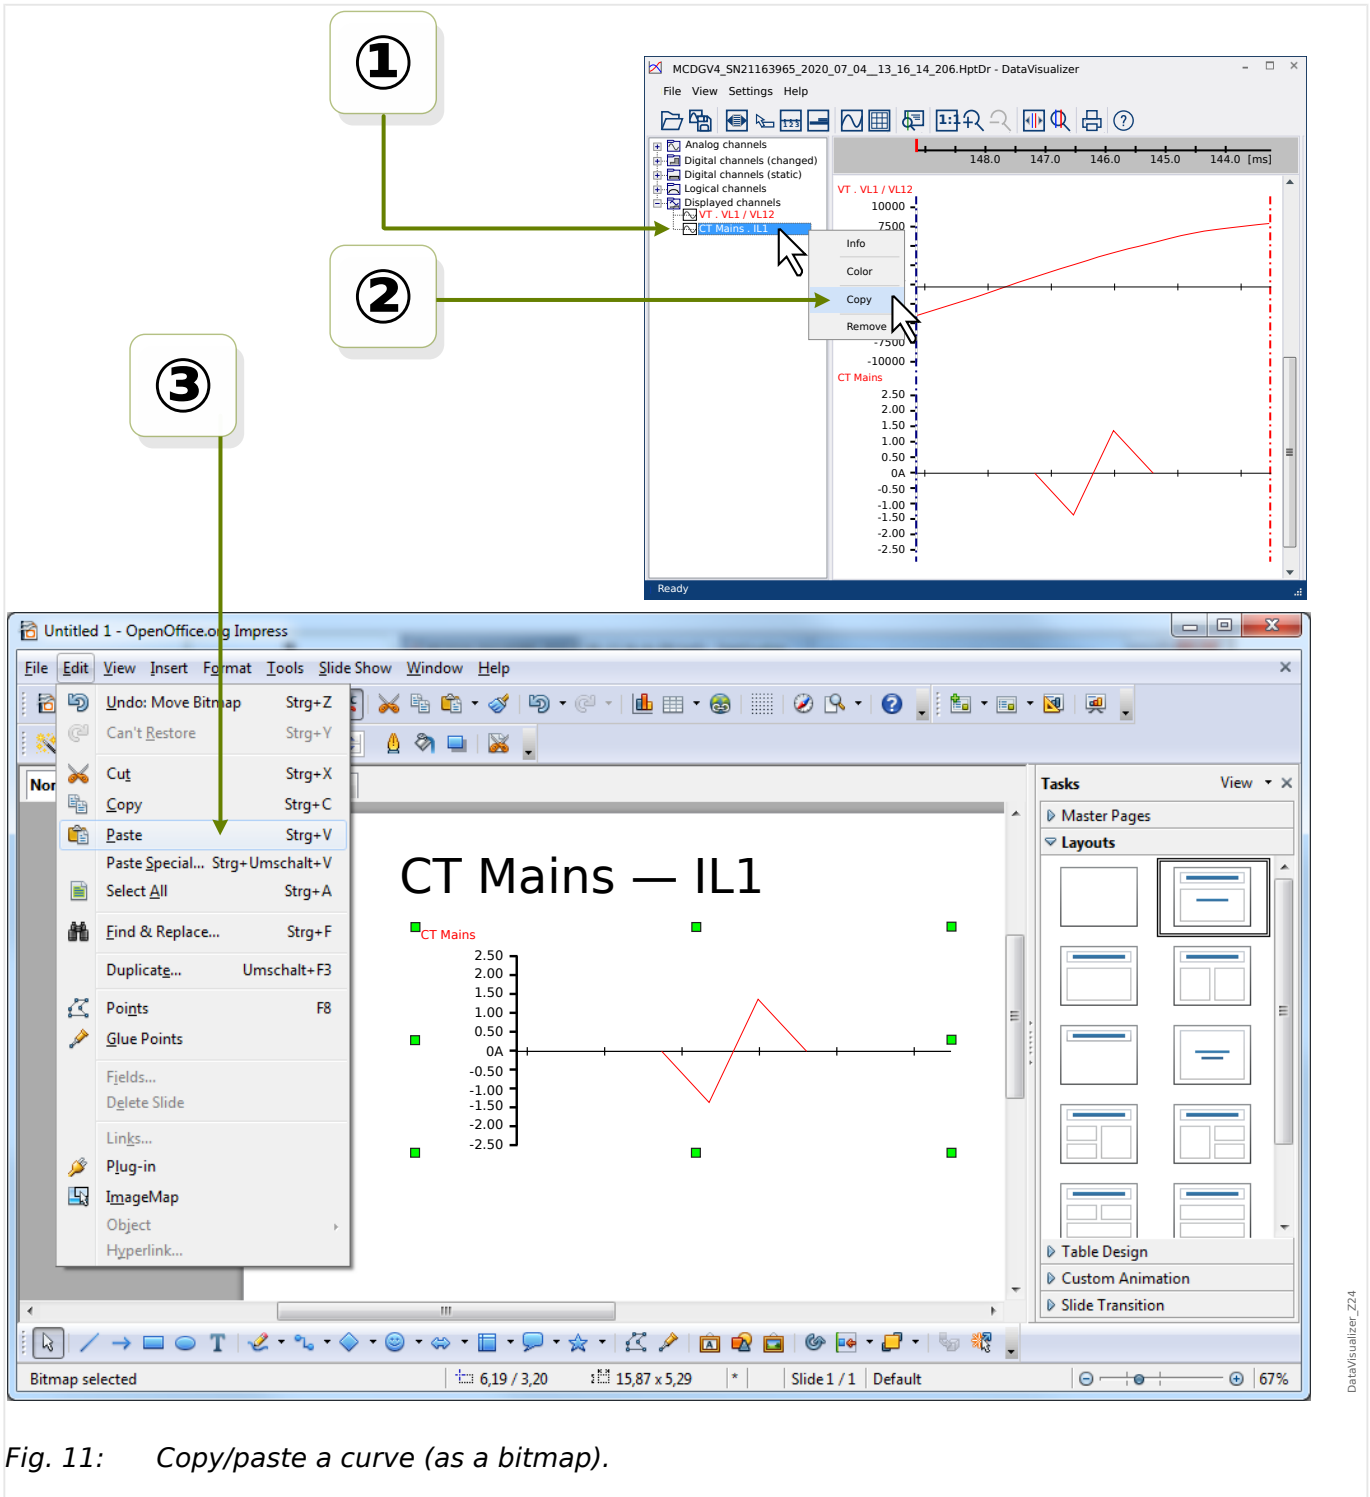 ①
②
③
MCDGV4_SN21163965_2020_07_04__13_16_14_206.HptDr - DataVisualizer
File View Settings Help
1:1
123
Analog channels
Digital channels (changed)
Digital channels (static)
Logical channels
Displayed channels
VT . VL1 / VL12
CT Mains . IL1
Info
Color
Copy
Remove
148.0 147.0 146.0 145.0 144.0 [ms]
VT . VL1 / VL12
10000
7500
-7500
-10000
CT Mains
2.50
2.00
1.50
1.00
0.50
0A
-0.50
-1.00
-1.50
-2.00
-2.50
Ready
Untitled 1 - OpenOffice.org Impress
File Edit View Insert Format Tools Slide Show Window Help
Undo: Move Bitmap Strg+Z
Can't Restore Strg+Y
Cut Strg+X
Copy Strg+C
Paste Strg+V
Paste Special... Strg+Umschalt+V
Select All Strg+A
Find & Replace... Strg+F
Duplicate... Umschalt+F3
Points F8
Glue Points
Fields...
Delete Slide
Links...
Plug-in
ImageMap
Object
Hyperlink...
Nor
CT Mains — IL1
CT Mains
2.50
2.00
1.50
1.00
0.50
0A
-0.50
-1.00
-1.50
-2.00
-2.50
Tasks View
Master Pages
Layouts
Table Design
Custom Animation
Slide Transition
Bitmap selected 6,19 / 3,20 15,87 x 5,29 * Slide 1 / 1 Default 67%
DataVisualizer_Z24
Fig. 11: Copy/paste a curve (as a bitmap).